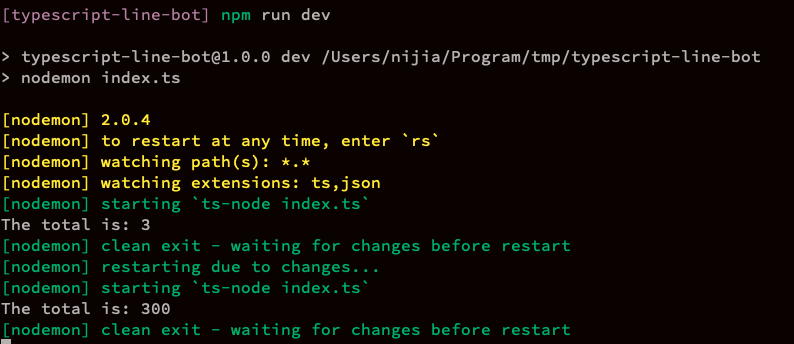 [typescript-line-bot] npm run dev
> typescript-line-bot@1.0.0 dev /Users/nijia/Program/tmp/typescript-line-bot
> nodemon index.ts
[nodemon] 2.0.4
[nodemon] to restart at any time, enter `rs`
[nodemon] watching path(s): *.*
[nodemon] watching extensions: ts,json
[nodemon] starting `ts-node index.ts`
The total is: 3
[nodemon] clean exit - waiting for changes before restart
[nodemon] restarting due to changes...
[nodemon] starting `ts-node index.ts`
The total is: 300
[nodemon] clean exit - waiting for changes before restart